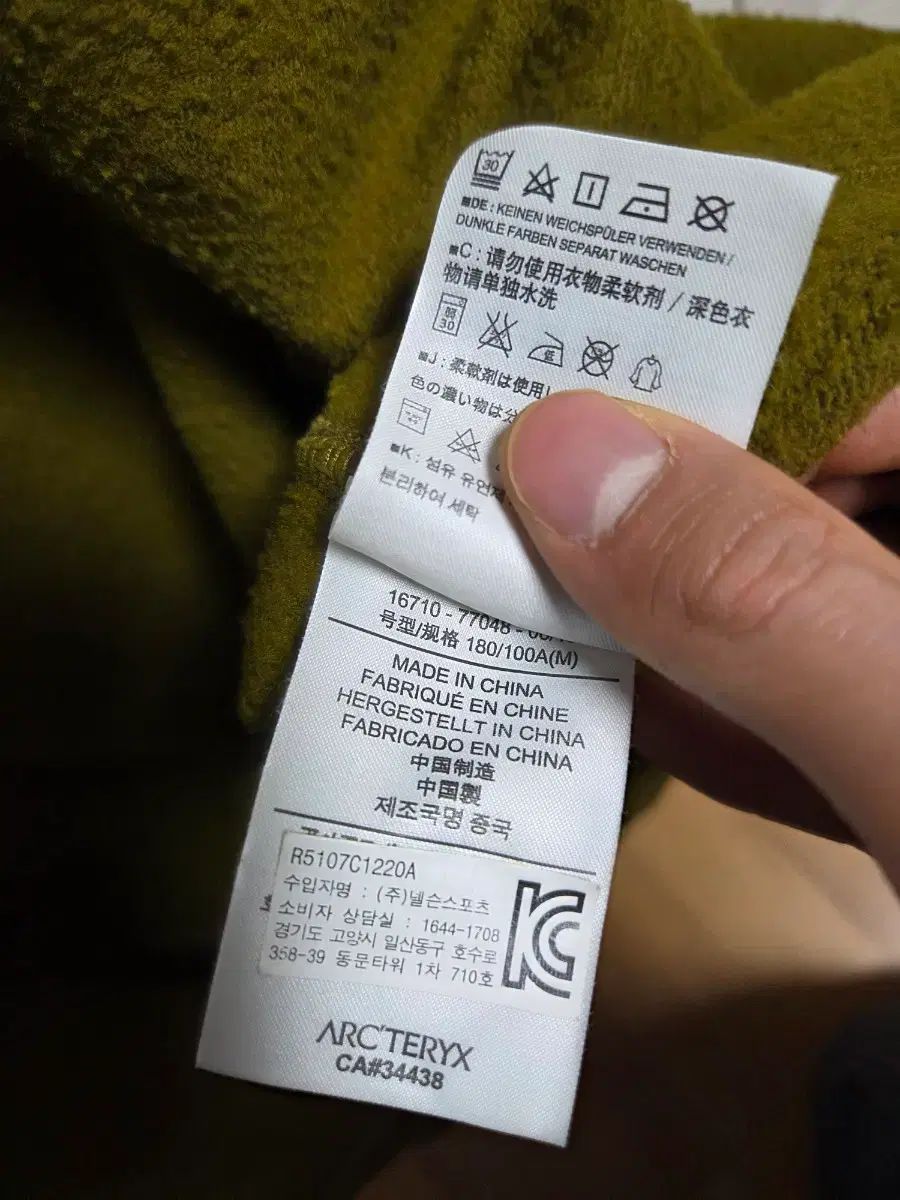 30
■DE : KEINEN WEICHSPÜLER VERWENDEN /
DUNKLE FARBEN SEPARAT WASCHEN
■C : 请勿使用衣物柔软剂 / 深色衣
物请单独水洗
弱
30
低
■J : 柔軟剤は使用
色の濃い物は分
■K : 섬유 유연제
분리하여 세탁
16710 - 77048 -
号型/规格 180/100A(M)
MADE IN CHINA
FABRIQUÉ EN CHINE
HERGESTELLT IN CHINA
FABRICADO EN CHINA
中国制造
中国製
제조국명 중국
R5107C1220A
수입자명 : (주)넬슨스포츠
소비자 상담실 : 1644-1708
경기도 고양시 일산동구 호수로
358-39 동문타워 1차 710호
KC
ARC'TERYX
CA#34438